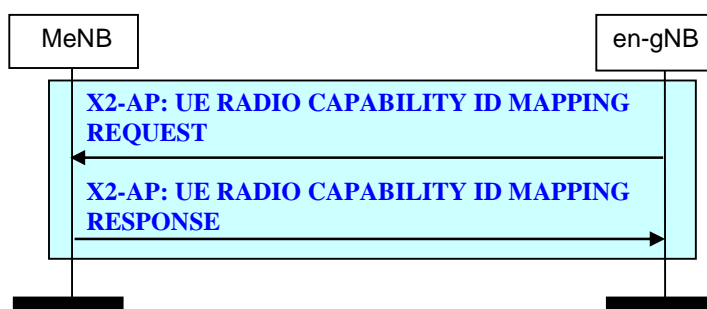 MeNB
en-gNB
X2-AP: UE RADIO CAPABILITY ID MAPPING
REQUEST
X2-AP: UE RADIO CAPABILITY ID MAPPING
RESPONSE